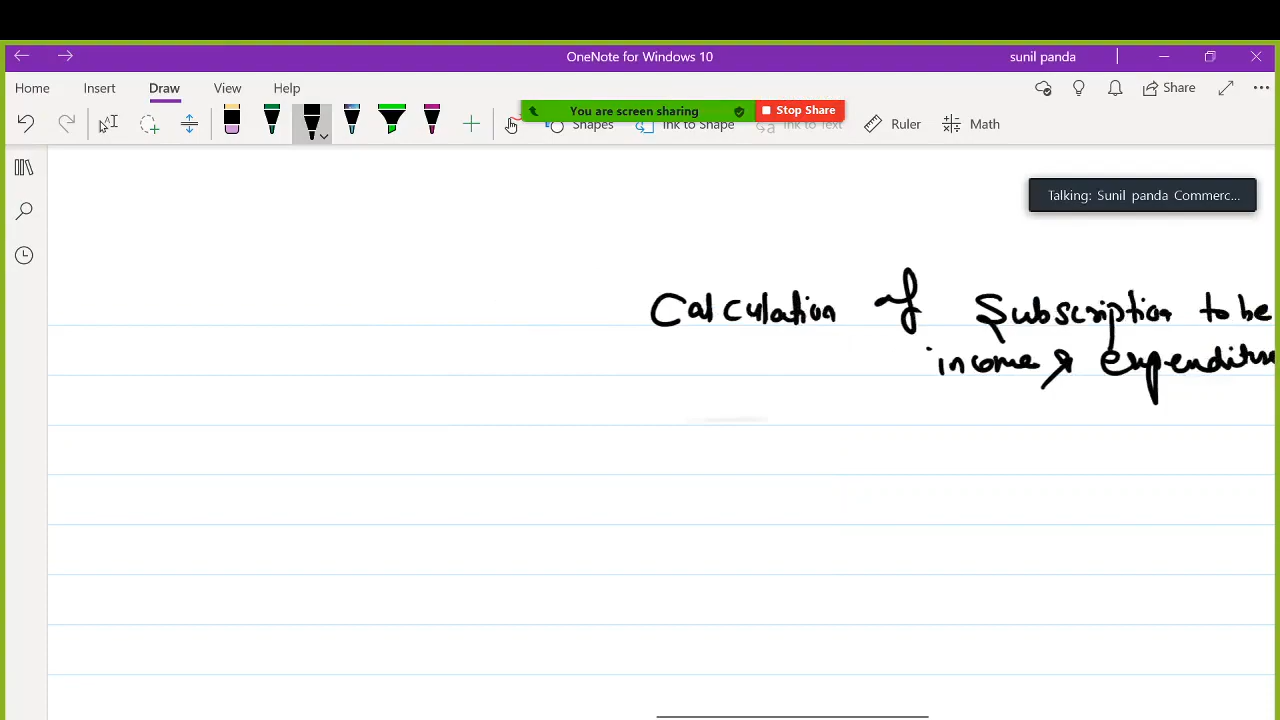 OneNote for Windows 10
sunil panda
Home Insert Draw View Help
Share
You are screen sharing
Stop Share
Shapes Ink to Shape Ink to Text Ruler Math
Talking: Sunil panda Commerc...
Calculation of Subscription to be
income & expenditure